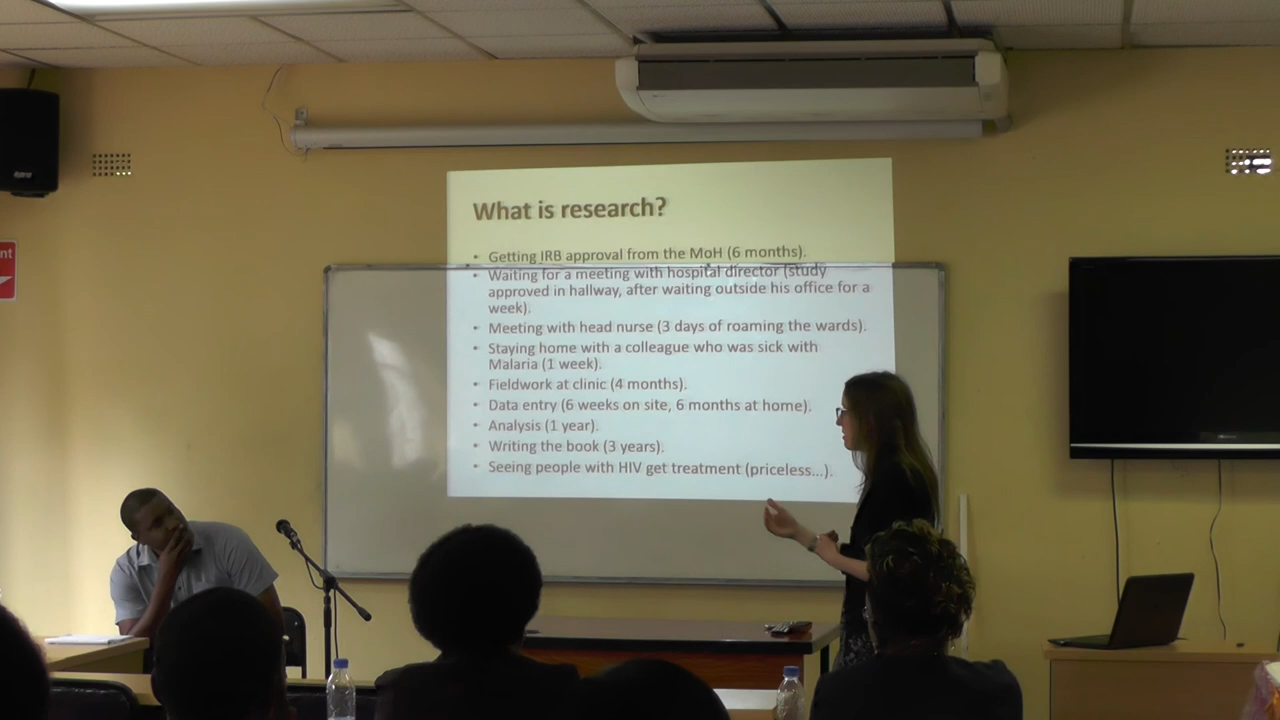 What is research?
• Getting IRB approval from the MoH (6 months).
• Waiting for a meeting with hospital director (study
approved in hallway, after waiting outside his office for a
week).
• Meeting with head nurse (3 days of roaming the wards).
• Staying home with a colleague who was sick with
Malaria (1 week).
• Fieldwork at clinic (4 months).
• Data entry (6 weeks on site, 6 months at home).
• Analysis (1 year).
• Writing the book (3 years).
• Seeing people with HIV get treatment (priceless...).
nt